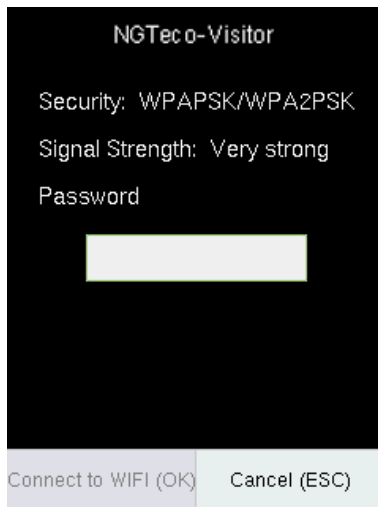 NGTeco-Visitor
Security: WPAPSK/WPA2PSK
Signal Strength: Very strong
Password
Connect to WIFI (OK)
Cancel (ESC)